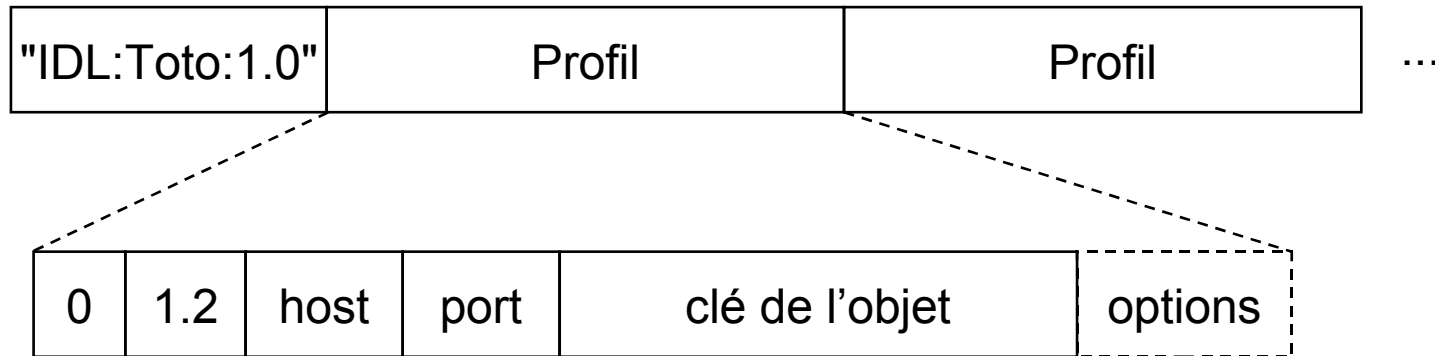 "IDL:Toto:1.0" Profil Profil ...
0 1.2 host port clé de l’objet options